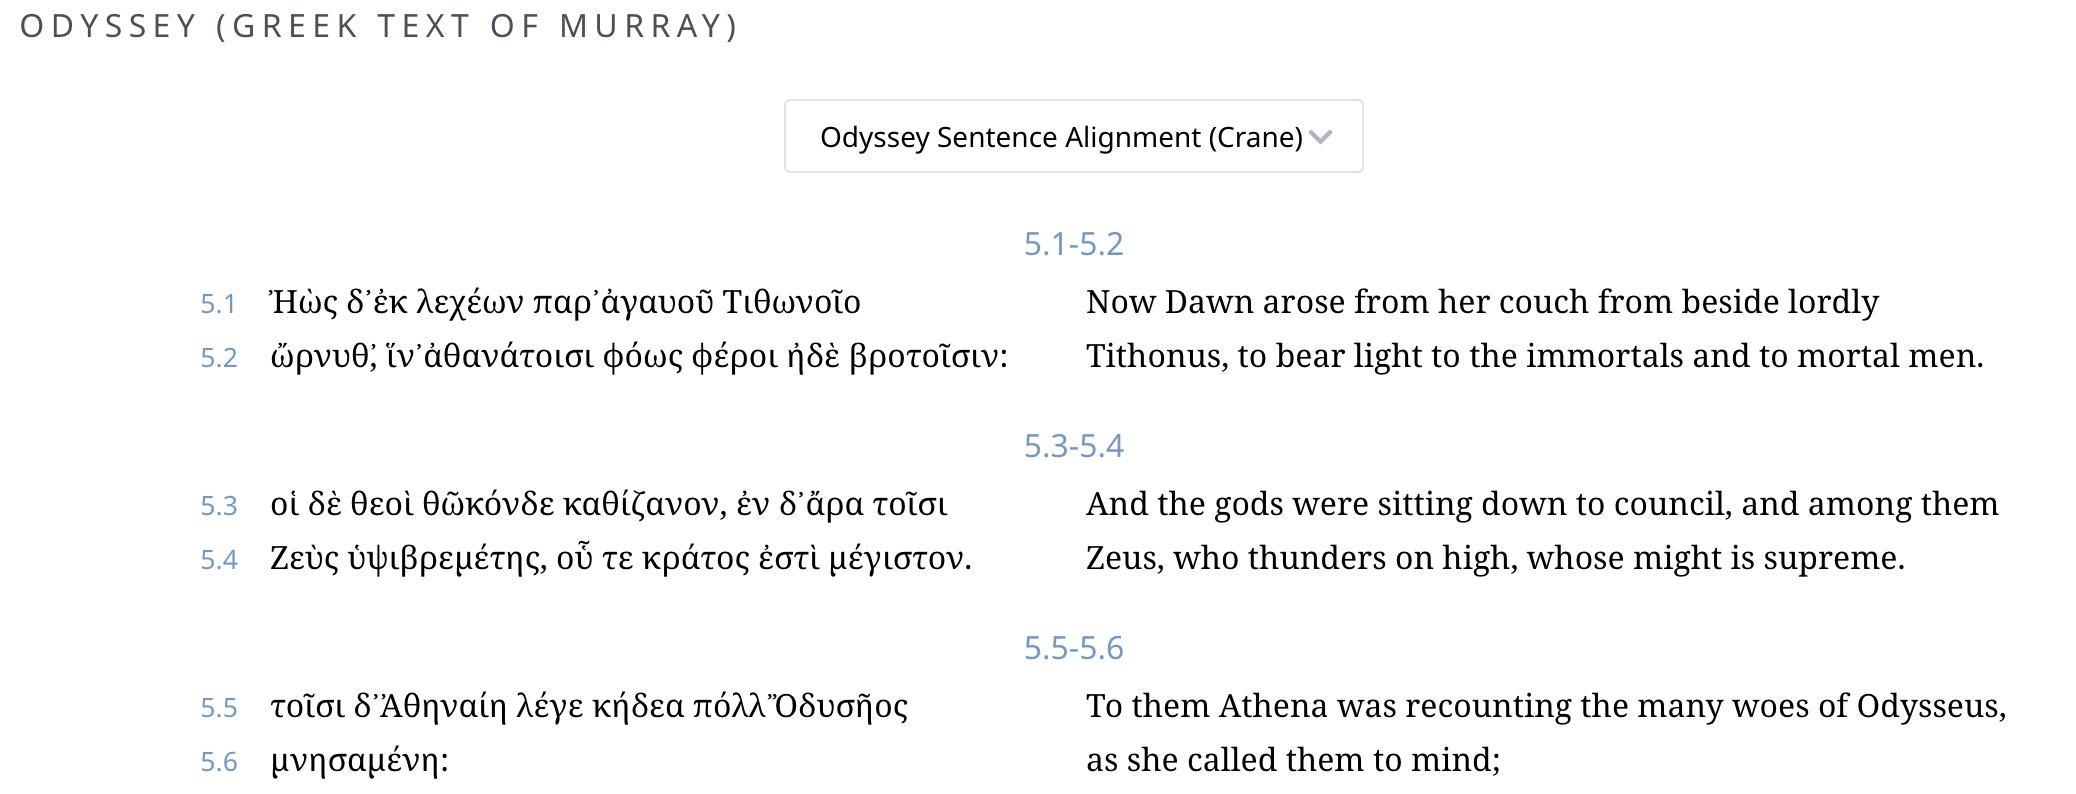 ODYSSEY (GREEK TEXT OF MURRAY)
Odyssey Sentence Alignment (Crane)
5.1-5.2
5.1 Ἠὼς δ᾽ἐκ λεχέων παρ᾽ἀγαυοῦ Τιθωνοῖο
Now Dawn arose from her couch from beside lordly
5.2 ὤρνυθ᾽, ἵν᾽ἀθανάτοισι φόως φέροι ἠδὲ βροτοῖσιν:
Tithonus, to bear light to the immortals and to mortal men.
5.3-5.4
5.3 οἱ δὲ θεοὶ θῶκόνδε καθίζανον, ἐν δ᾽ἄρα τοῖσι
And the gods were sitting down to council, and among them
5.4 Ζεὺς ὑψιβρεμέτης, οὗ τε κράτος ἐστὶ μέγιστον.
Zeus, who thunders on high, whose might is supreme.
5.5-5.6
5.5 τοῖσι δ᾽Ἀθηναίη λέγε κήδεα πόλλ᾽Ὀδυσῆος
To them Athena was recounting the many woes of Odysseus,
5.6 μνησαμένη:
as she called them to mind;